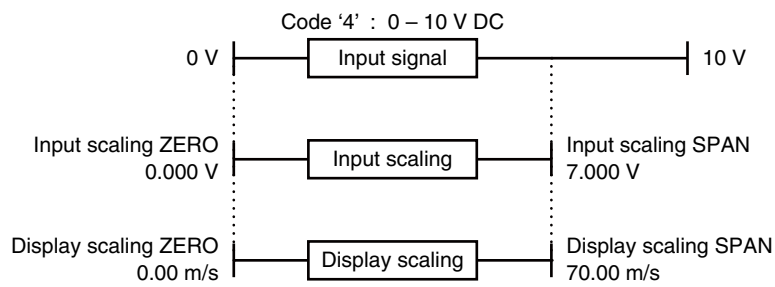 Code ‘4’ : 0 – 10 V DC
0 V
Input signal
10 V
Input scaling ZERO
0.000 V
Input scaling
Input scaling SPAN
7.000 V
Display scaling ZERO
0.00 m/s
Display scaling
Display scaling SPAN
70.00 m/s